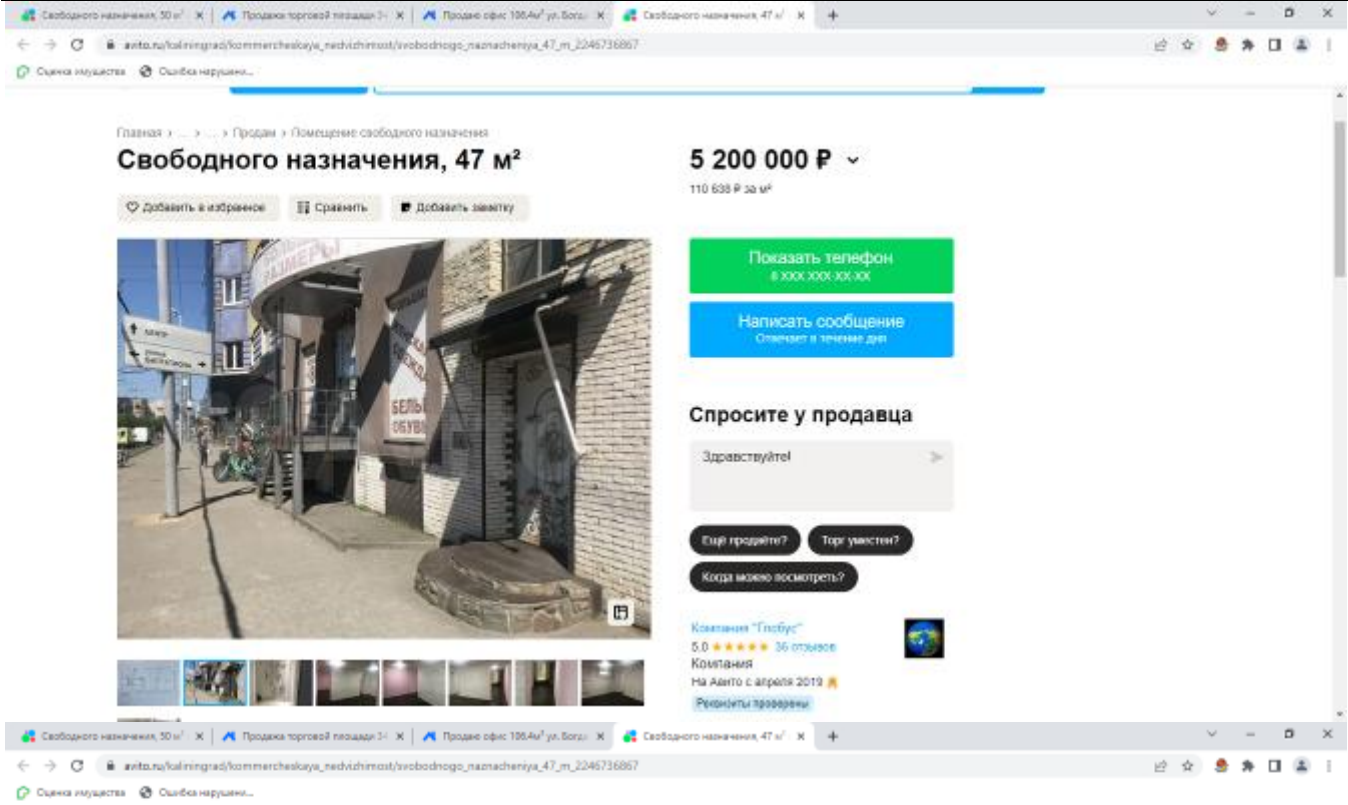 Свободного назначения, 50 м²
Продажа торговой площади 3
Продаю офис 106.4м² ул. Богд
Свободного назначения, 47 м²
avito.ru/kaliningrad/kommercheskaya_nedvizhimost/svobodnogo_naznacheniya_47_m_2246736867
Оценка имущества
Ошибка нарушени...
Главная › ... › ... › Продам › Помещение свободного назначения
Свободного назначения, 47 м²
5 200 000 ₽
110 638 ₽ за м²
Добавить в избранное
Сравнить
Добавить заметку
Показать телефон
8 XXX XXX-XX-XX
Написать сообщение
Отвечает в течение дня
РАЗМЕРЫ
ЦЕНТР
БЕЛЬЁ
ОБУВЬ
Спросите у продавца
Здравствуйте!
Ещё продаёте?
Торг уместен?
Когда можно посмотреть?
Компания "Глобус"
5,0 36 отзывов
Компания
На Авито с апреля 2019
Реквизиты проверены
Свободного назначения, 50 м²
Продажа торговой площади 3
Продаю офис 106.4м² ул. Богд
Свободного назначения, 47 м²
avito.ru/kaliningrad/kommercheskaya_nedvizhimost/svobodnogo_naznacheniya_47_m_2246736867
Оценка имущества
Ошибка нарушени...